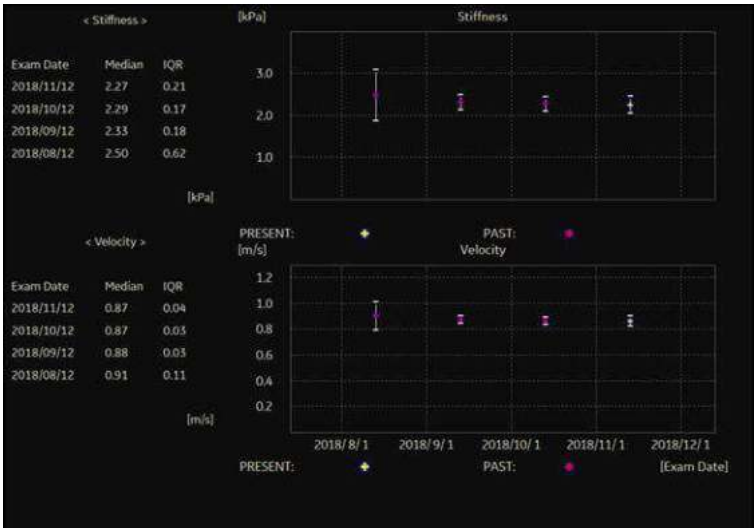 < Stiffness >
Exam Date Median IQR
2018/11/12 2.27 0.21
2018/10/12 2.29 0.17
2018/09/12 2.33 0.18
2018/08/12 2.50 0.62
[kPa]
[kPa] Stiffness
3.0
2.0
1.0
PRESENT: PAST:
< Velocity >
Exam Date Median IQR
2018/11/12 0.87 0.04
2018/10/12 0.87 0.03
2018/09/12 0.88 0.03
2018/08/12 0.91 0.11
[m/s]
[m/s] Velocity
1.2
1.0
0.8
0.6
0.4
0.2
2018/8/1 2018/9/1 2018/10/1 2018/11/1 2018/12/1
PRESENT: PAST: [Exam Date]